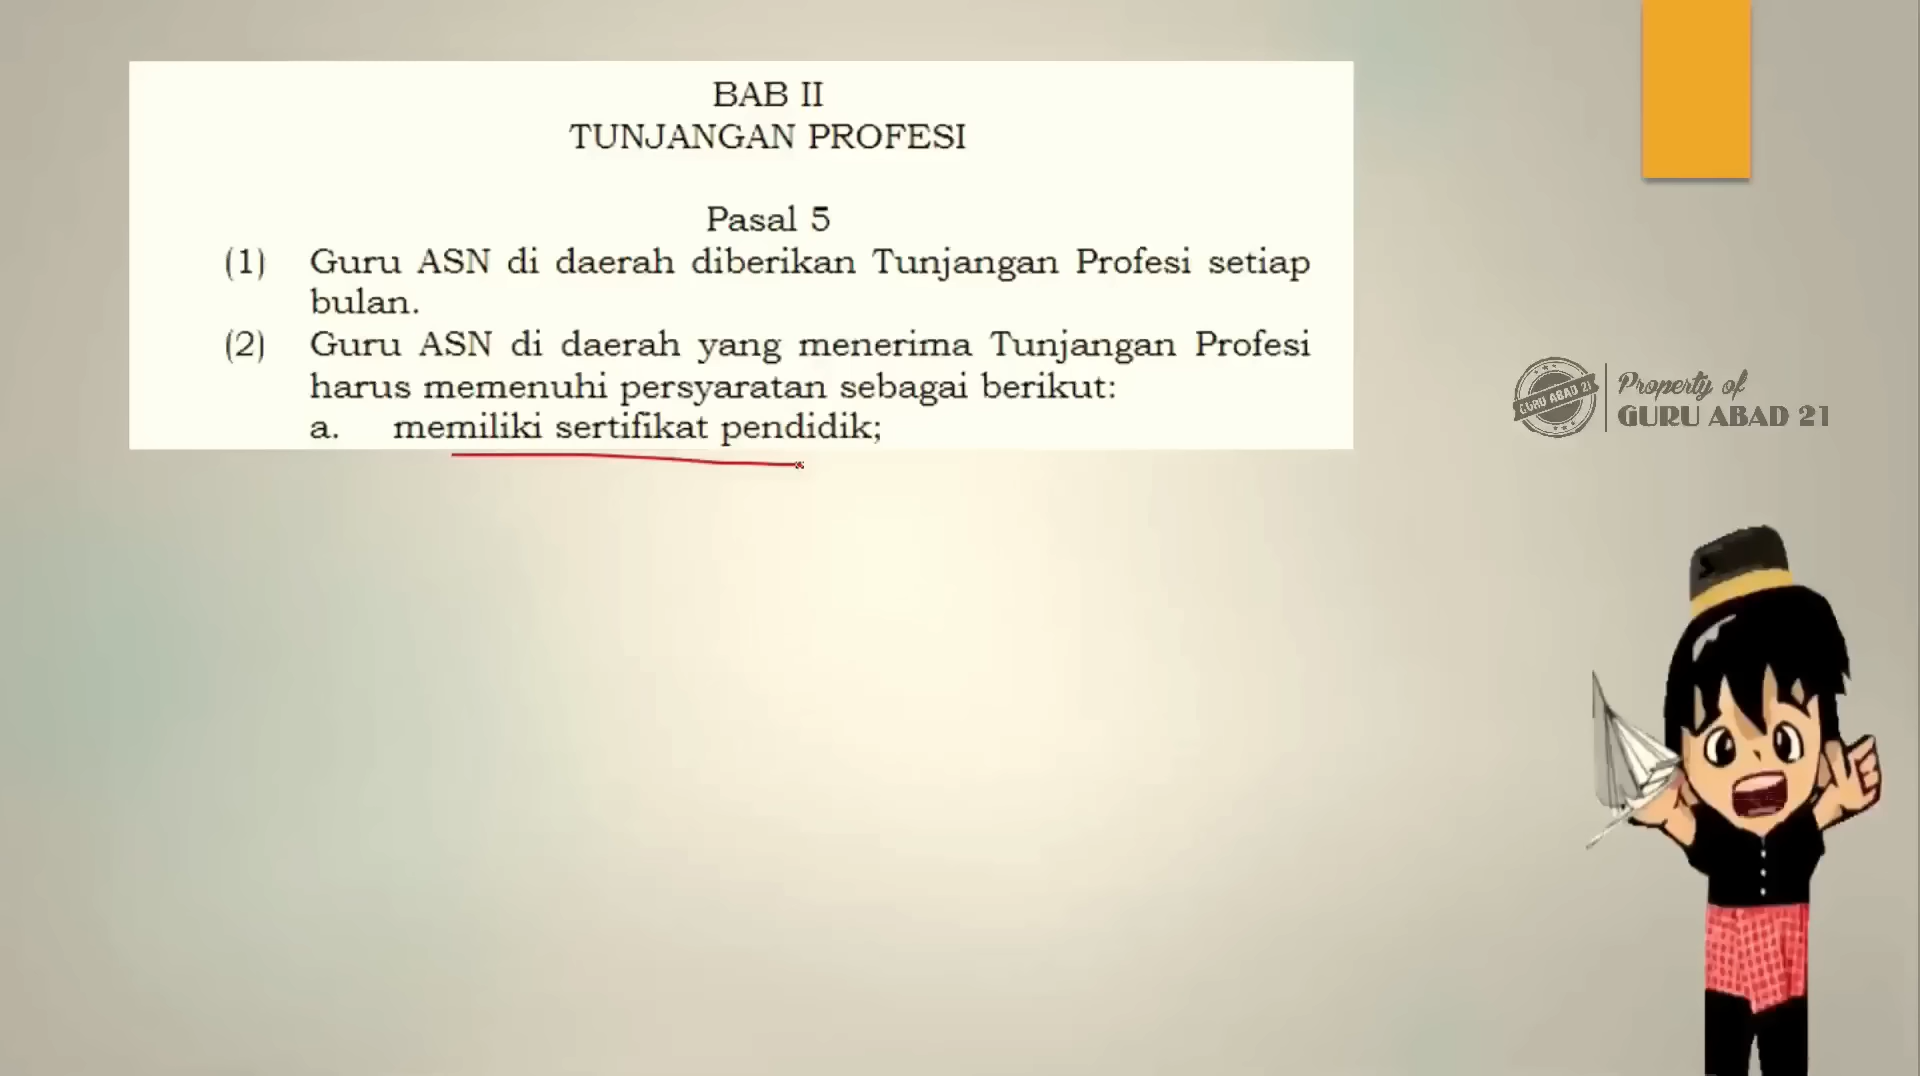 BAB II
TUNJANGAN PROFESI
Pasal 5
(1) Guru ASN di daerah diberikan Tunjangan Profesi setiap
bulan.
(2) Guru ASN di daerah yang menerima Tunjangan Profesi
harus memenuhi persyaratan sebagai berikut:
a. memiliki sertifikat pendidik;
GURU ABAD 21
Property of
GURU ABAD 21